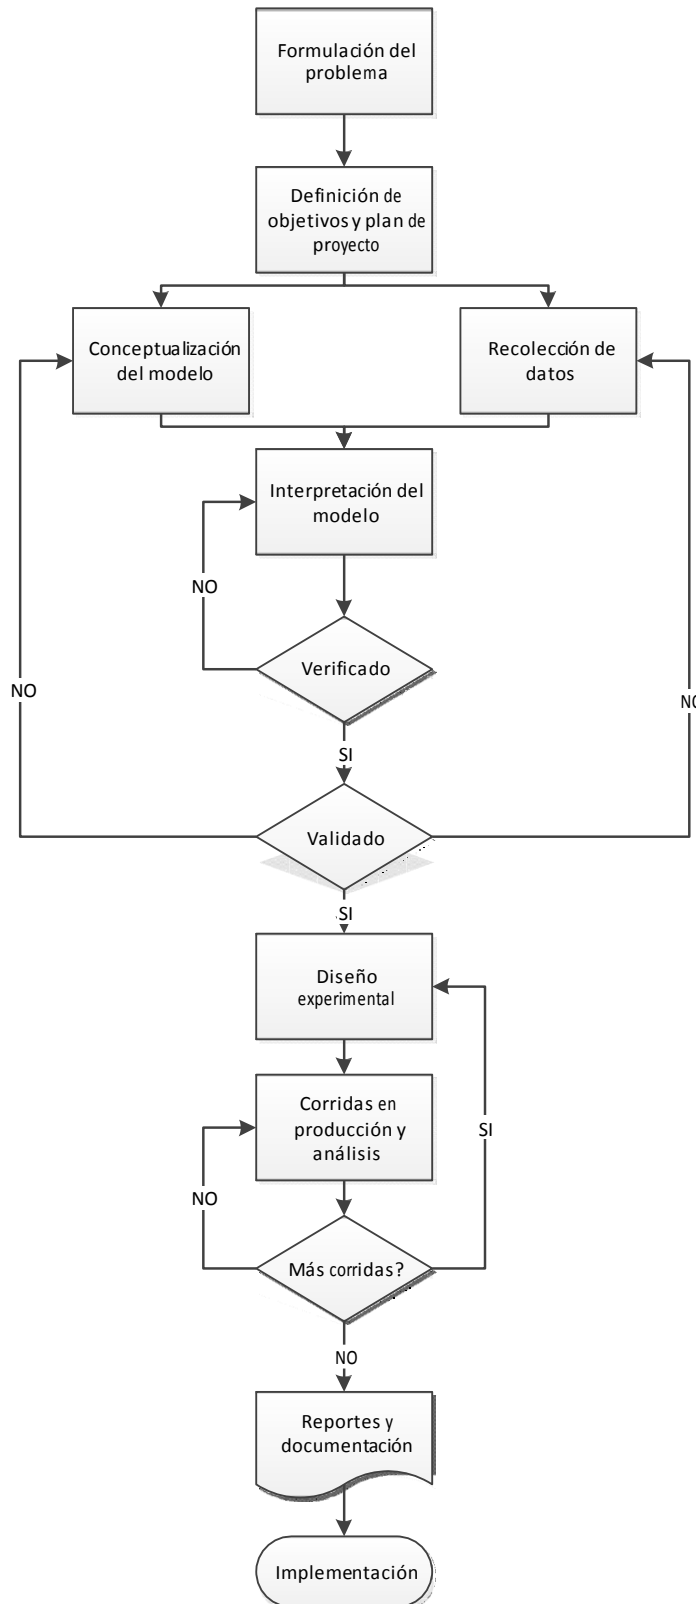 Formulación del
problema
Definición de
objetivos y plan de
proyecto
Conceptualización
del modelo
Recolección de
datos
Interpretación del
modelo
NO
Verificado
NO
NO
SI
Validado
SI
Diseño
experimental
Corridas en
producción y
análisis
SI
NO
Más corridas?
NO
Reportes y
documentación
Implementación